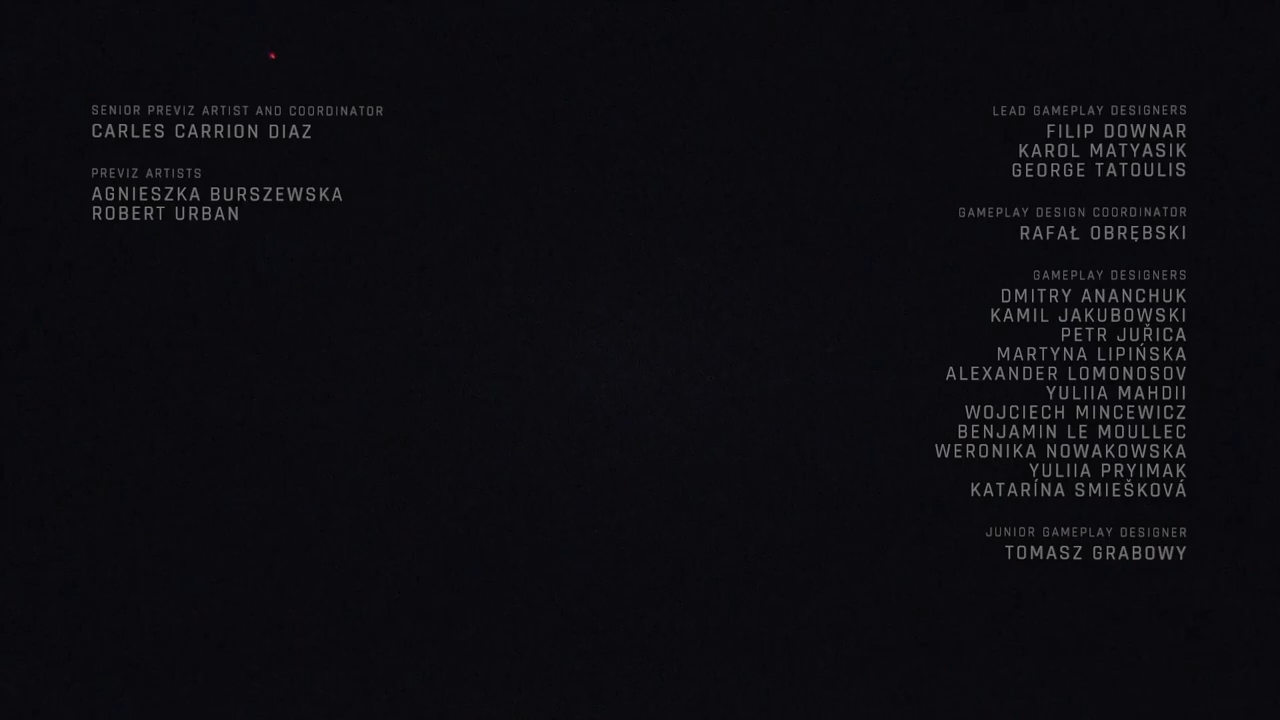 SENIOR PREVIZ ARTIST AND COORDINATOR
CARLES CARRION DIAZ
PREVIZ ARTISTS
AGNIESZKA BURSZEWSKA
ROBERT URBAN
LEAD GAMEPLAY DESIGNERS
FILIP DOWNAR
KAROL MATYASIK
GEORGE TATOULIS
GAMEPLAY DESIGN COORDINATOR
RAFAŁ OBRĘBSKI
GAMEPLAY DESIGNERS
DMITRY ANANCHUK
KAMIL JAKUBOWSKI
PETR JUŘICA
MARTYNA LIPIŃSKA
ALEXANDER LOMONOSOV
YULIIA MAHDII
WOJCIECH MINCEWICZ
BENJAMIN LE MOULLEC
WERONIKA NOWAKOWSKA
YULIIA PRYIMAK
KATARÍNA SMIEŠKOVÁ
JUNIOR GAMEPLAY DESIGNER
TOMASZ GRABOWY